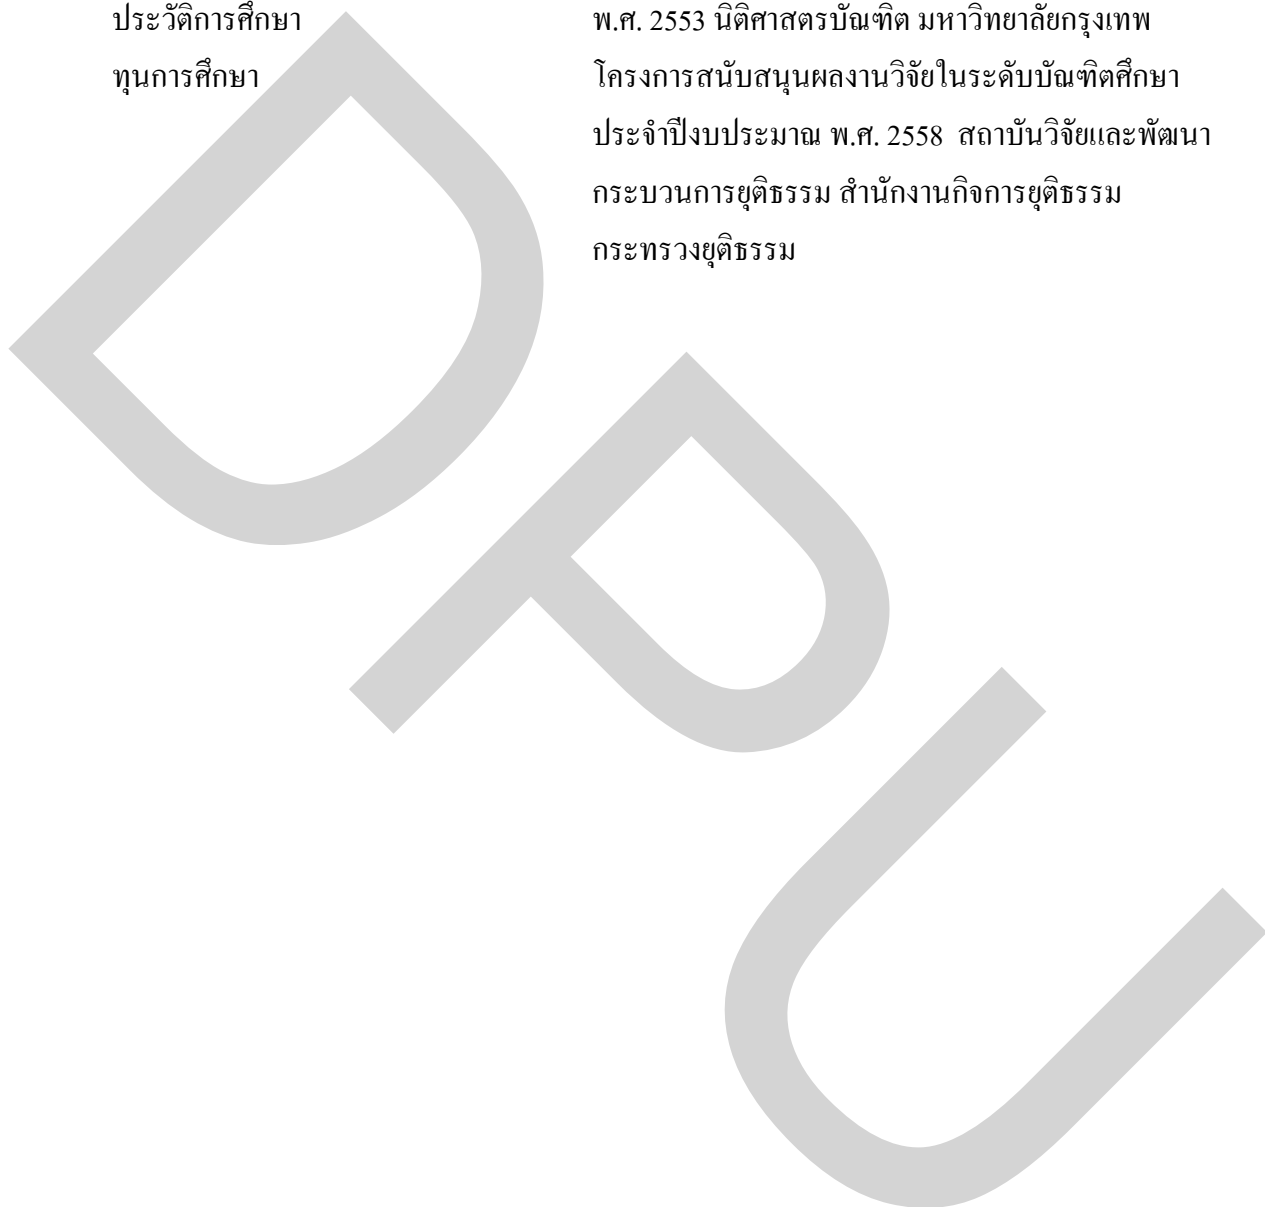 ประวัติการศึกษา พ.ศ. 2553 นิติศาสตรบัณฑิต มหาวิทยาลัยกรุงเทพ
ทุนการศึกษา โครงการสนับสนุนผลงานวิจัยในระดับบัณฑิตศึกษา
ประจำปีงบประมาณ พ.ศ. 2558 สถาบันวิจัยและพัฒนา
กระบวนการยุติธรรม สำนักงานกิจการยุติธรรม
กระทรวงยุติธรรม
DPU